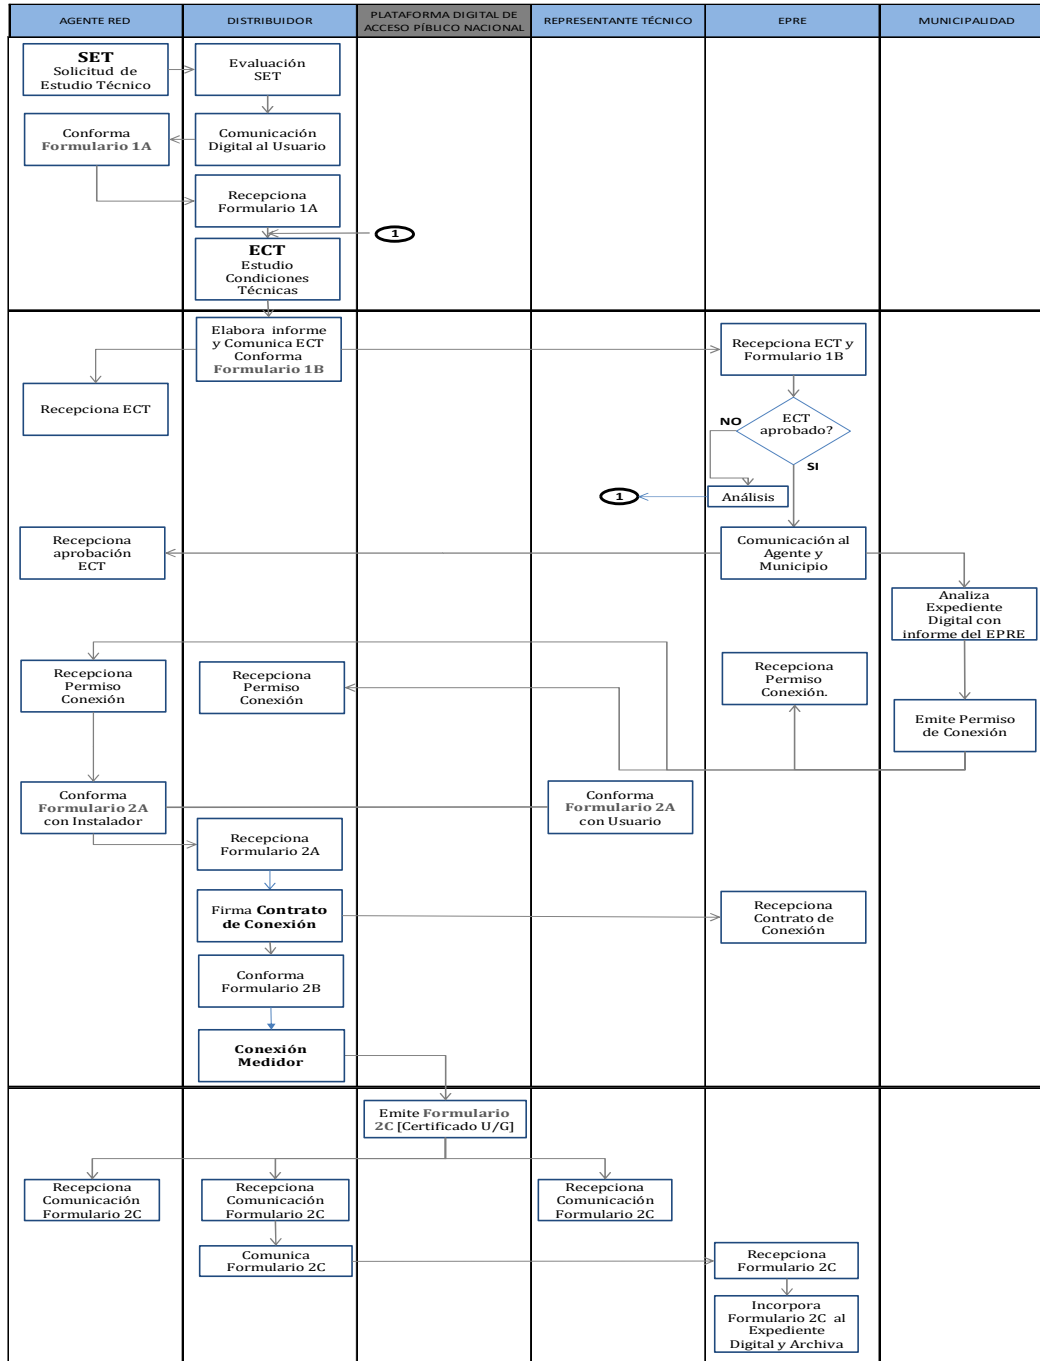 AGENTE RED
DISTRIBUIDOR
PLATAFORMA DIGITAL DE
ACCESO PÍBLICO NACIONAL
REPRESENTANTE TÉCNICO
EPRE
MUNICIPALIDAD
SET
Solicitud de
Estudio Técnico
Evaluación
SET
Conforma
Formulario 1A
Comunicación
Digital al Usuario
Recepciona
Formulario 1A
1
ECT
Estudio
Condiciones
Técnicas
Elabora informe
y Comunica ECT
Conforma
Formulario 1B
Recepciona ECT y
Formulario 1B
Recepciona ECT
ECT
aprobado?
NO
SI
1
Análisis
Recepciona
aprobación
ECT
Comunicación al
Agente y
Municipio
Analiza
Expediente
Digital con
informe del EPRE
Recepciona
Permiso
Conexión
Recepciona
Permiso
Conexión
Recepciona
Permiso
Conexión.
Emite Permiso
de Conexión
Conforma
Formulario 2A
con Instalador
Conforma
Formulario 2A
con Usuario
Recepciona
Formulario 2A
Firma Contrato
de Conexión
Recepciona
Contrato de
Conexión
Conforma
Formulario 2B
Conexión
Medidor
Emite Formulario
2C [Certificado U/G]
Recepciona
Comunicación
Formulario 2C
Recepciona
Comunicación
Formulario 2C
Recepciona
Comunicación
Formulario 2C
Comunica
Formulario 2C
Recepciona
Formulario 2C
Incorpora
Formulario 2C al
Expediente
Digital y Archiva